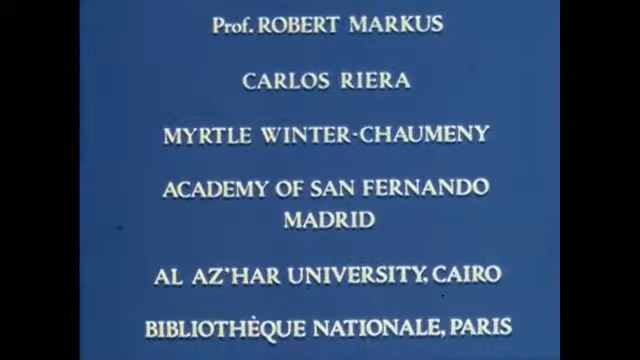 Prof. ROBERT MARKUS
CARLOS RIERA
MYRTLE WINTER-CHAUMENY
ACADEMY OF SAN FERNANDO
MADRID
AL AZ'HAR UNIVERSITY, CAIRO
BIBLIOTHÈQUE NATIONALE, PARIS